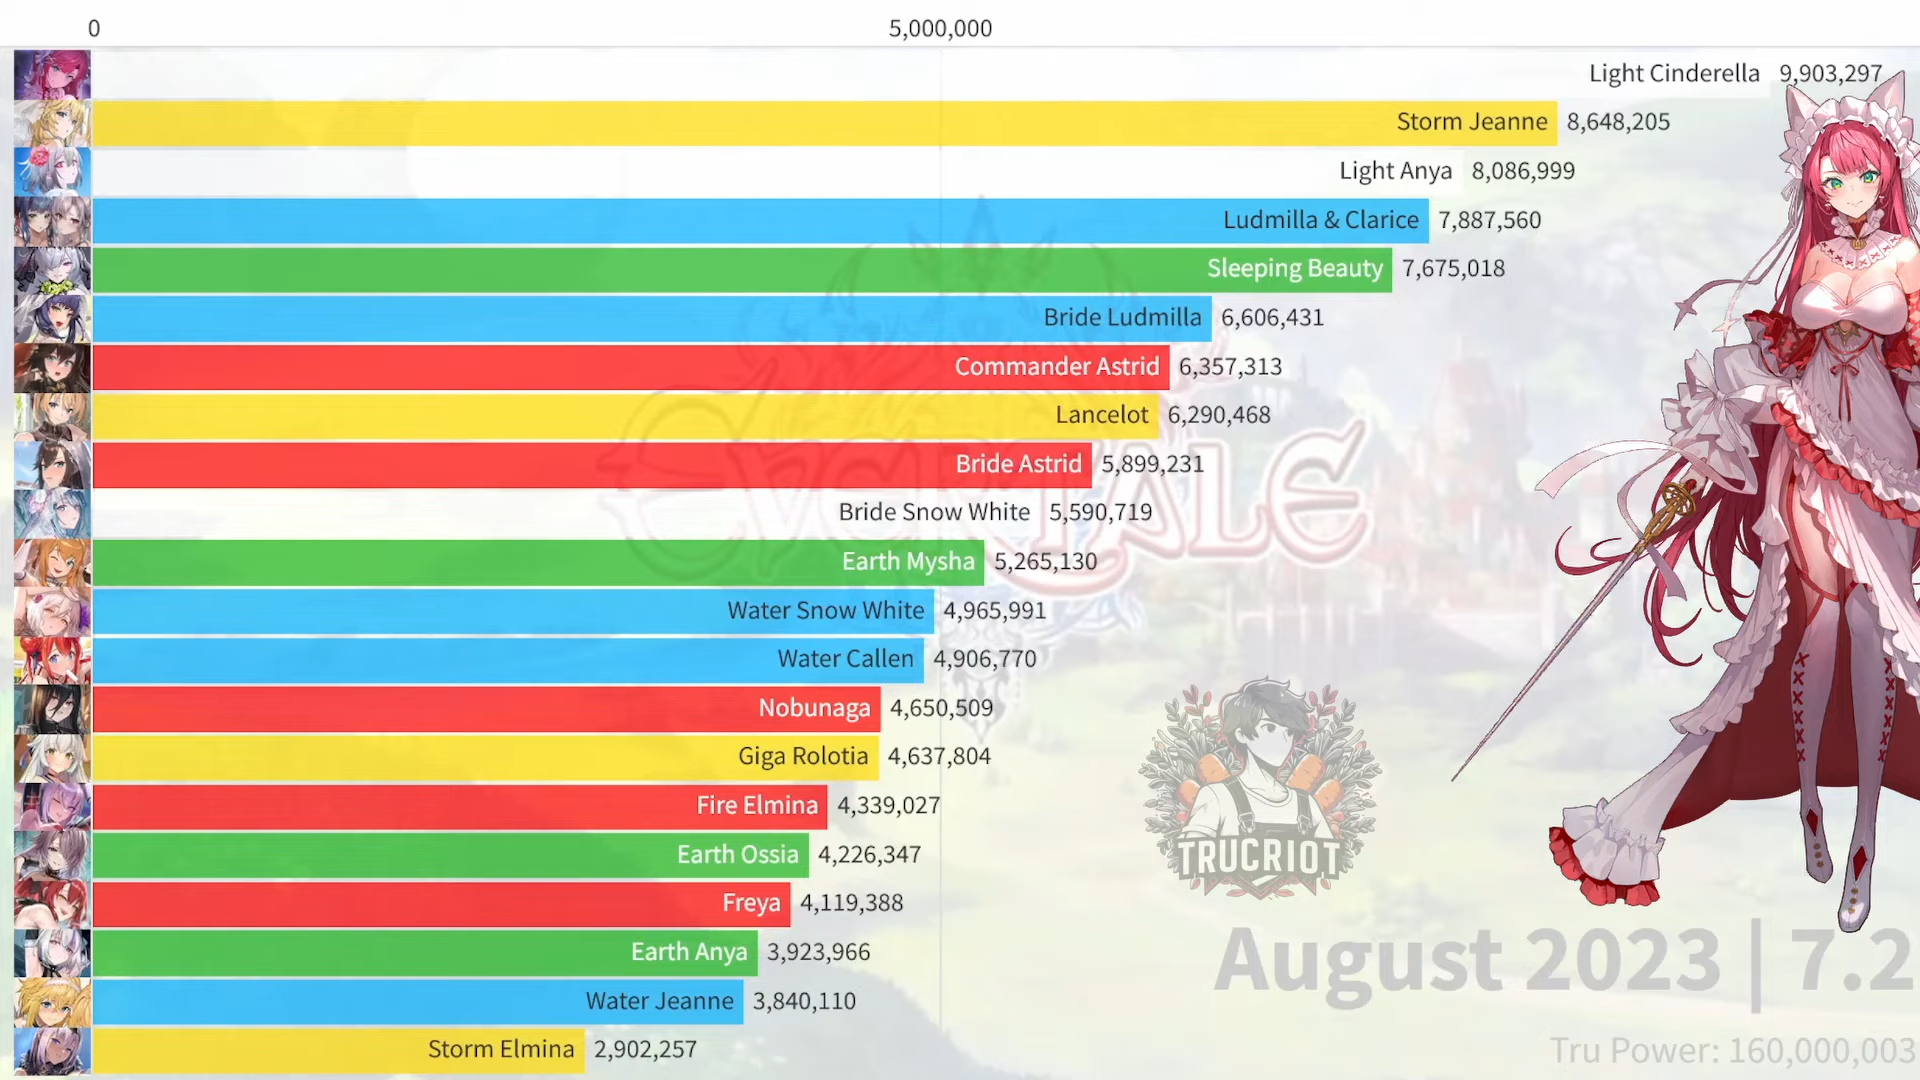 0 5,000,000
Light Cinderella 9,903,297
Storm Jeanne 8,648,205
Light Anya 8,086,999
Ludmilla & Clarice 7,887,560
Sleeping Beauty 7,675,018
Bride Ludmilla 6,606,431
Commander Astrid 6,357,313
Lancelot 6,290,468
Bride Astrid 5,899,231
EVERTALE
Bride Snow White 5,590,719
Earth Mysha 5,265,130
Water Snow White 4,965,991
Water Callen 4,906,770
Nobunaga 4,650,509
Giga Rolotia 4,637,804
Fire Elmina 4,339,027
Earth Ossia 4,226,347
TRUCRIOT
Freya 4,119,388
Earth Anya 3,923,966
August 2023 | 7.2
Water Jeanne 3,840,110
Storm Elmina 2,902,257
Tru Power: 160,000,003